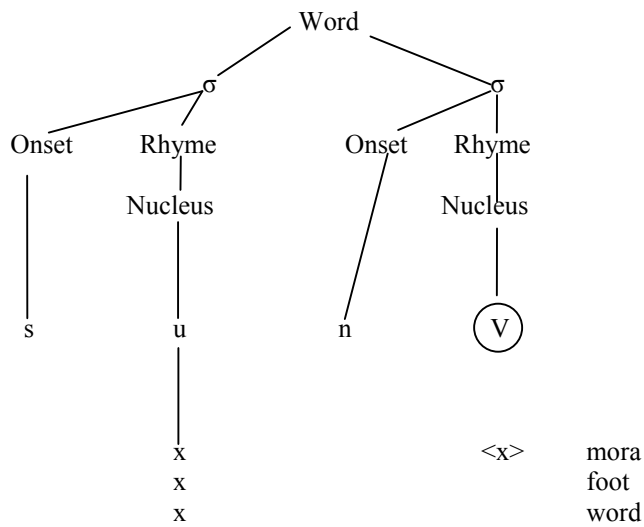 Word
σ σ
Onset Rhyme Onset Rhyme
Nucleus Nucleus
s u n V
x <x> mora
x foot
x word